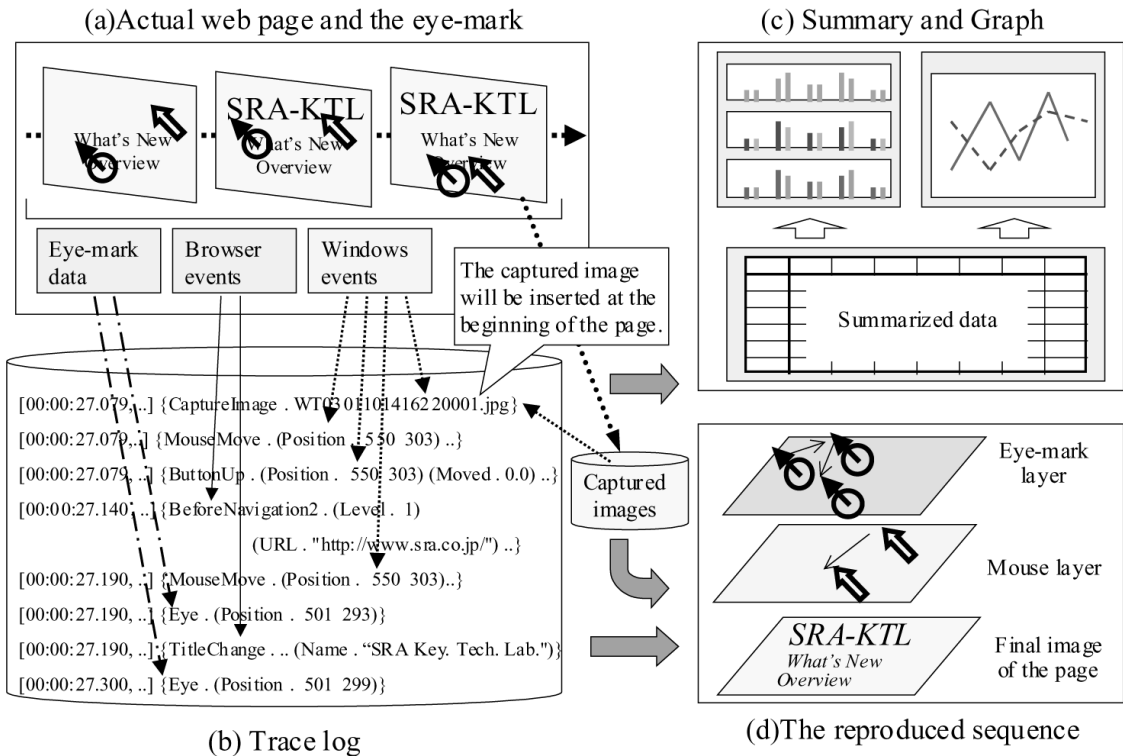 (a)Actual web page and the eye-mark
What's New
Overview
SRA-KTL
What's New
Overview
SRA-KTL
What's New
Overview
Eye-mark
data
Browser
events
Windows
events
The captured image
will be inserted at the
beginning of the page.
[00:00:27.079, ..] {CaptureImage . WT0301101416220001.jpg}
[00:00:27.079, ..] {MouseMove . (Position . 550 303) ..}
[00:00:27.079, ..] {ButtonUp . (Position . 550 303) (Moved . 0.0) ..}
[00:00:27.140, ..] {BeforeNavigation2 . (Level . 1)
(URL . "http://www.sra.co.jp/") ..}
[00:00:27.190, ..] {MouseMove . (Position . 550 303)..}
[00:00:27.190, ..] {Eye . (Position . 501 293)}
[00:00:27.190, ..] {TitleChange . .. (Name . “SRA Key. Tech. Lab.")}
[00:00:27.300, ..] {Eye . (Position . 501 299)}
(b) Trace log
Captured
images
(c) Summary and Graph
Summarized data
Eye-mark
layer
Mouse layer
SRA-KTL
What's New
Overview
Final image
of the page
(d)The reproduced sequence